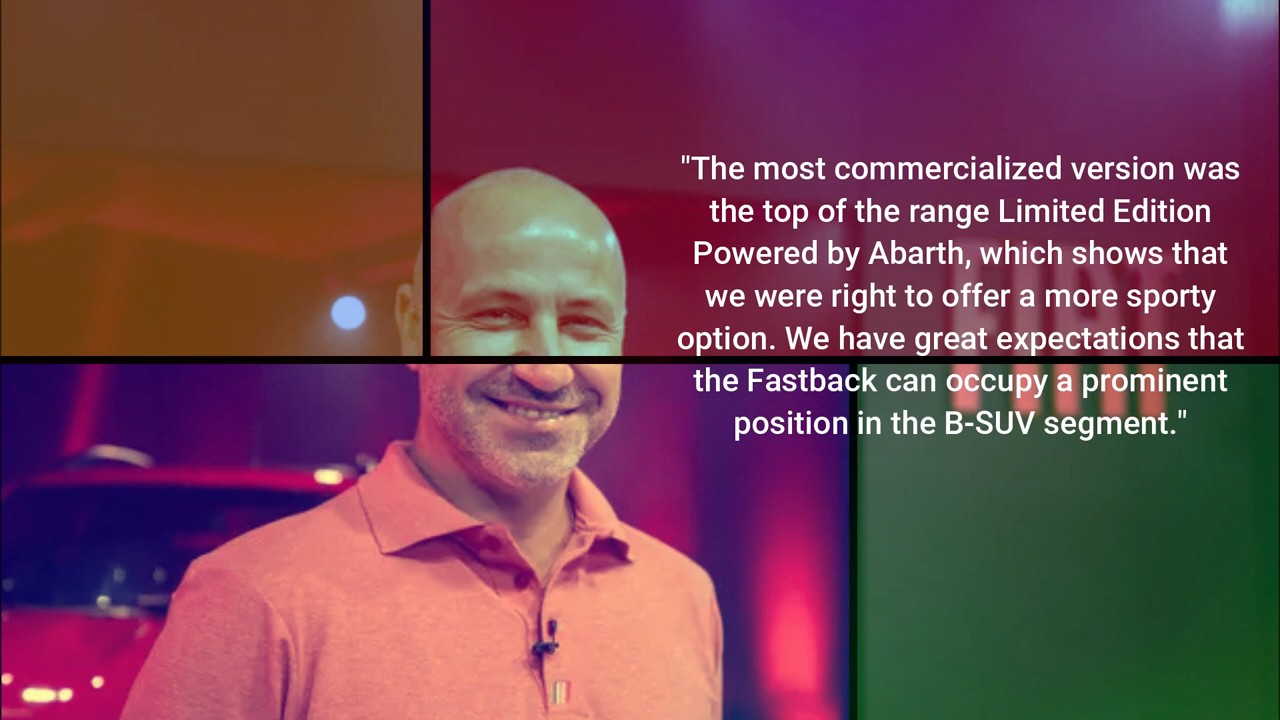 "The most commercialized version was
the top of the range Limited Edition
Powered by Abarth, which shows that
we were right to offer a more sporty
option. We have great expectations that
the Fastback can occupy a prominent
position in the B-SUV segment."
FIAT